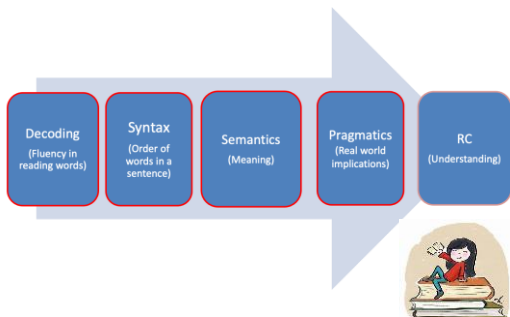 Decoding
(Fluency in
reading words)
Syntax
(Order of
words in a
sentence)
Semantics
(Meaning)
Pragmatics
(Real world
implications)
RC
(Understanding)